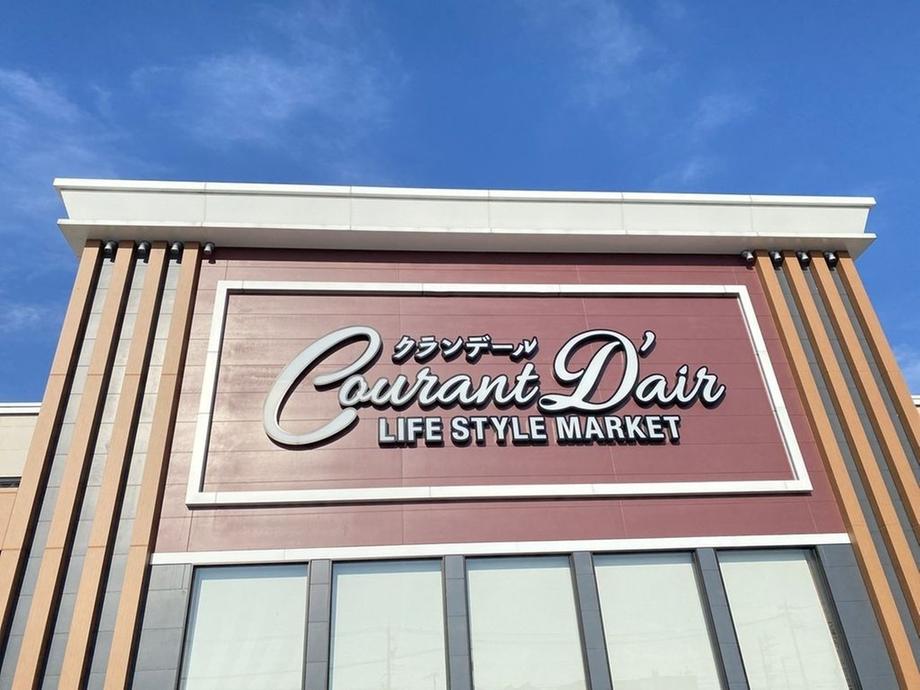 クランデール
Courant D'air
LIFE STYLE MARKET